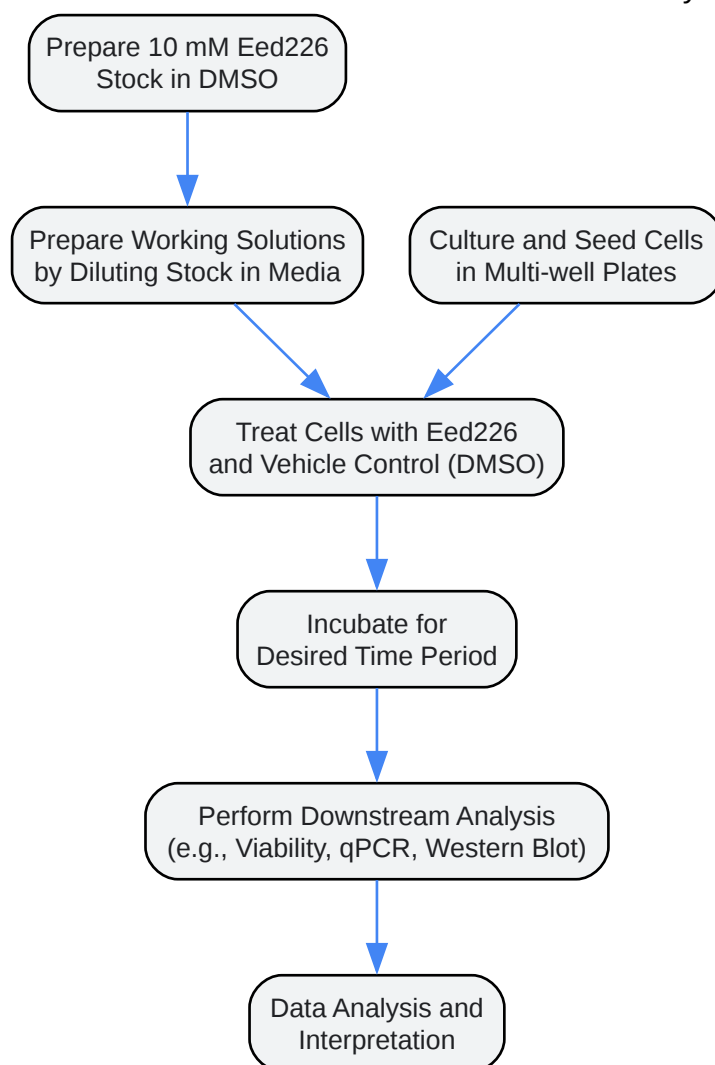 Prepare 10 mM Eed226
Stock in DMSO
Prepare Working Solutions
by Diluting Stock in Media
Culture and Seed Cells
in Multi-well Plates
Treat Cells with Eed226
and Vehicle Control (DMSO)
Incubate for
Desired Time Period
Perform Downstream Analysis
(e.g., Viability, qPCR, Western Blot)
Data Analysis and
Interpretation